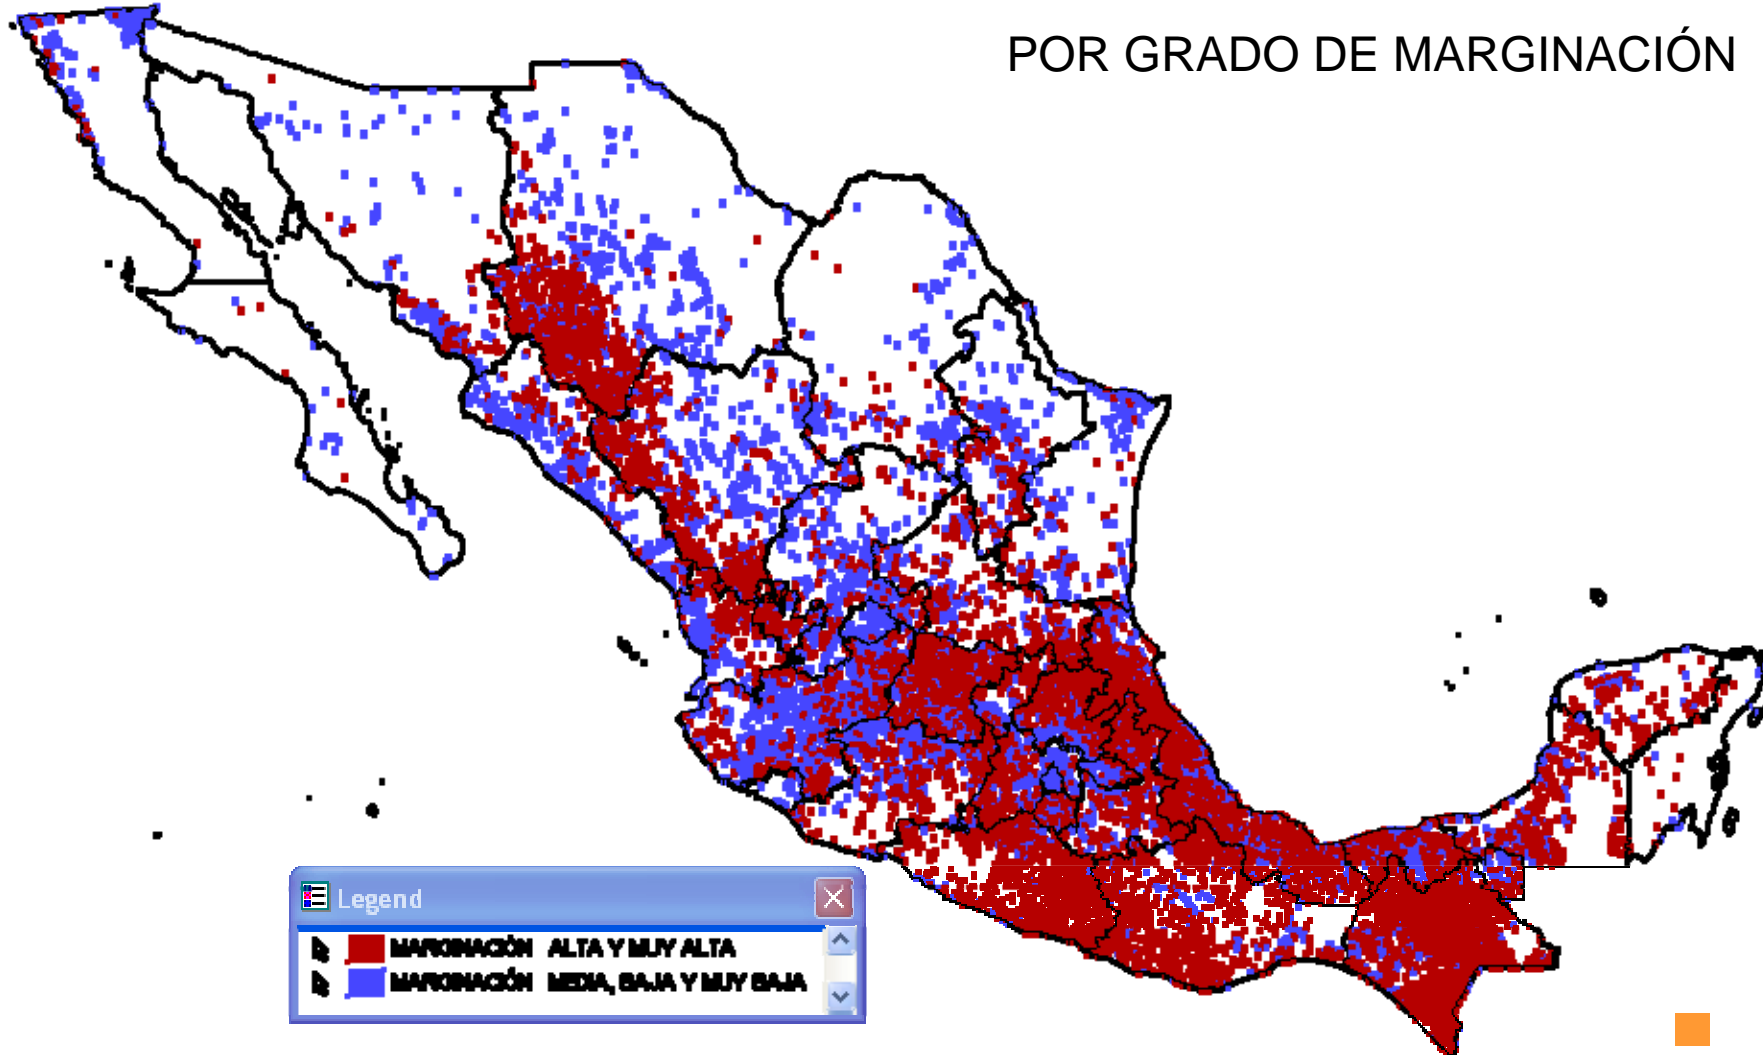 POR GRADO DE MARGINACIÓN
Legend
MARGINACIÓN ALTA Y MUY ALTA
MARGINACIÓN MEDIA, BAJA Y MUY BAJA